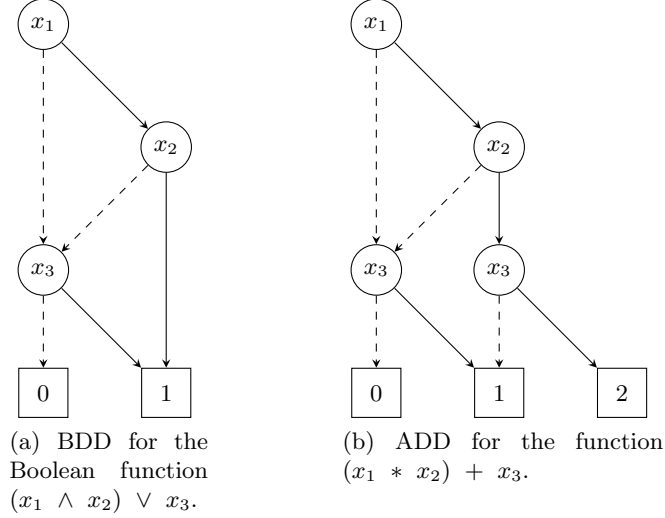 x₁
x₁
x₂
x₂
x₃
x₃
x₃
0
1
0
1
2
(a) BDD for the
Boolean function
(x₁ ∧ x₂) ∨ x₃.
(b) ADD for the function
(x₁ * x₂) + x₃.